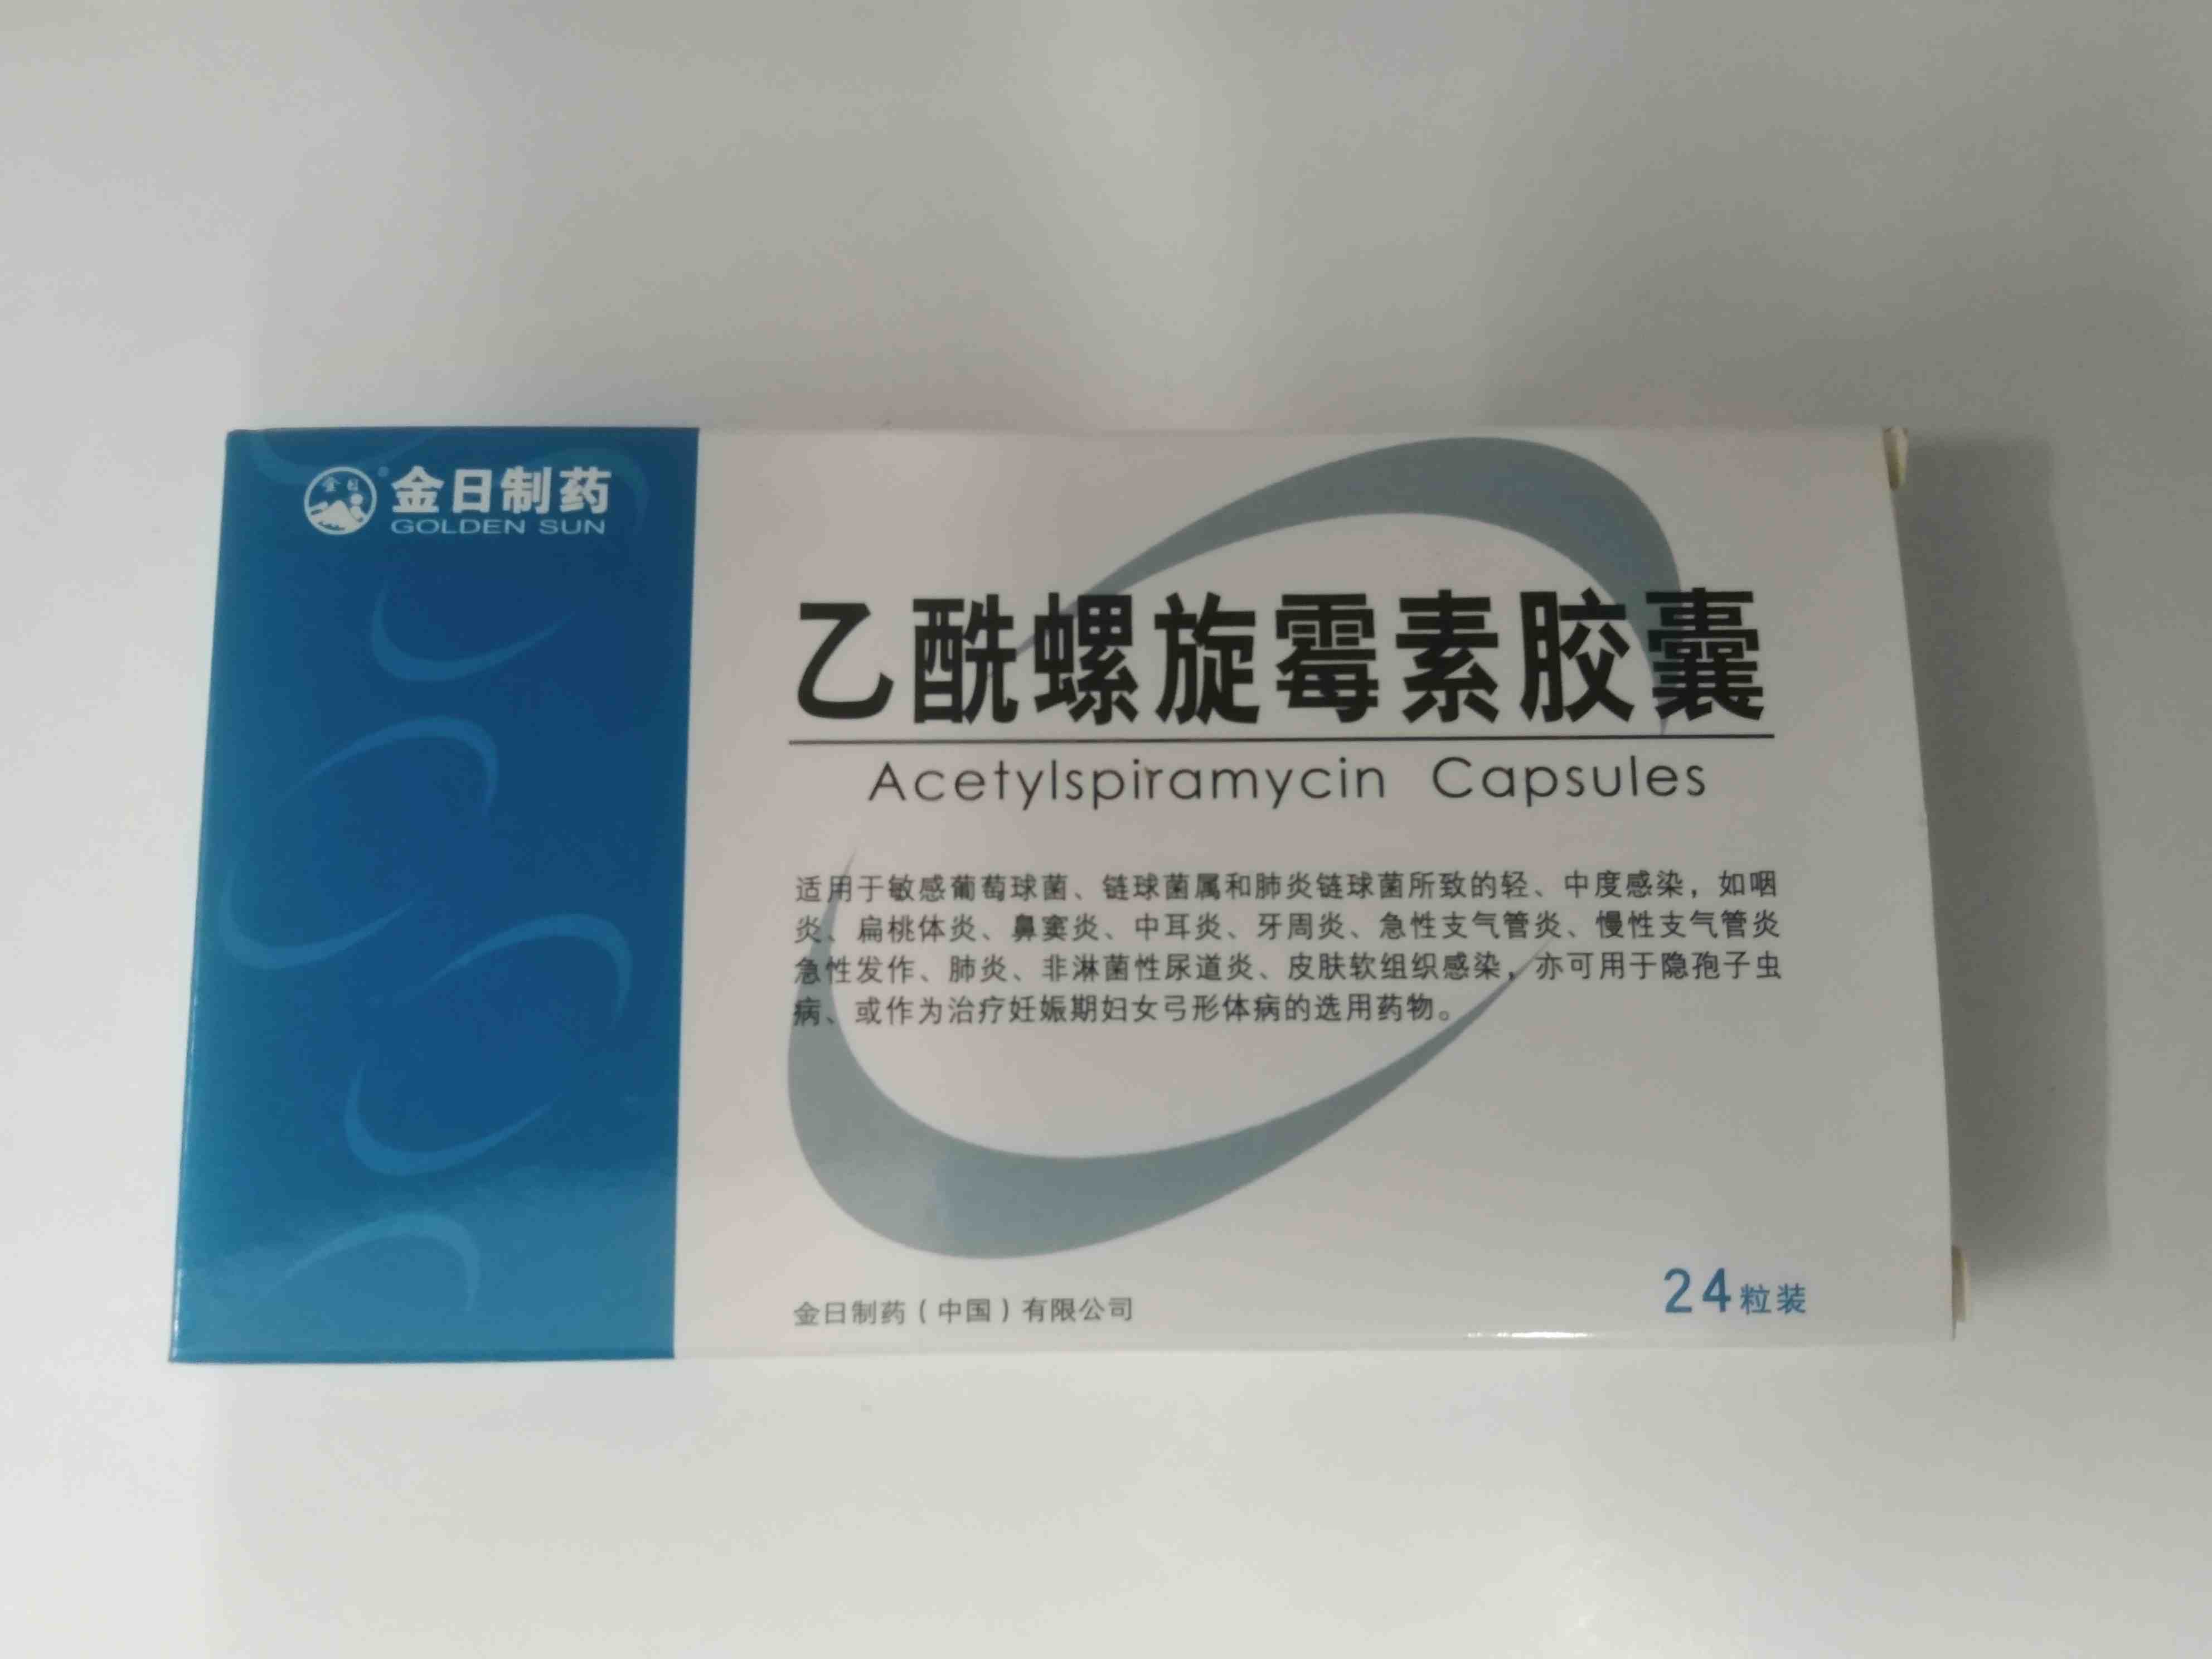 金日
金日制药
GOLDEN SUN
乙酰螺旋霉素胶囊
Acetylspiramycin Capsules
适用于敏感葡萄球菌、链球菌属和肺炎链球菌所致的轻、中度感染，如咽
炎、扁桃体炎、鼻窦炎、中耳炎、牙周炎、急性支气管炎、慢性支气管炎
急性发作、肺炎、非淋菌性尿道炎、皮肤软组织感染，亦可用于隐孢子虫
病、或作为治疗妊娠期妇女弓形体病的选用药物。
金日制药（中国）有限公司
24粒装